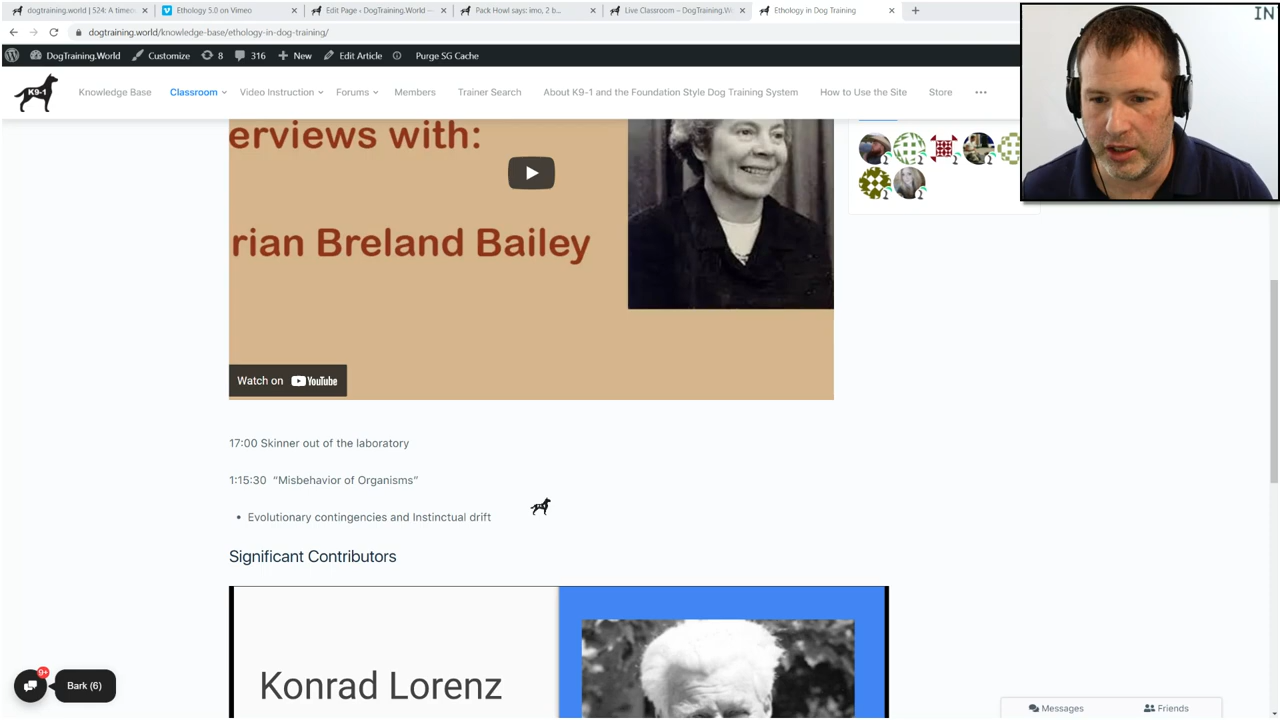 dogtraining.world | 524: A timeo
Ethology 5.0 on Vimeo
Edit Page ‹ DogTraining.World —
Pack Howl says: imo, 2 b...
Live Classroom – DogTraining.W
Ethology in Dog Training
IN
dogtraining.world/knowledge-base/ethology-in-dog-training/
DogTraining.World
Customize
8
316
New
Edit Article
Purge SG Cache
K9-1
Knowledge Base
Classroom
Video Instruction
Forums
Members
Trainer Search
About K9-1 and the Foundation Style Dog Training System
How to Use the Site
Store
erviews with:
rian Breland Bailey
Watch on YouTube
17:00 Skinner out of the laboratory
1:15:30 “Misbehavior of Organisms”
• Evolutionary contingencies and Instinctual drift
Significant Contributors
Konrad Lorenz
9+
Bark (6)
Messages
Friends